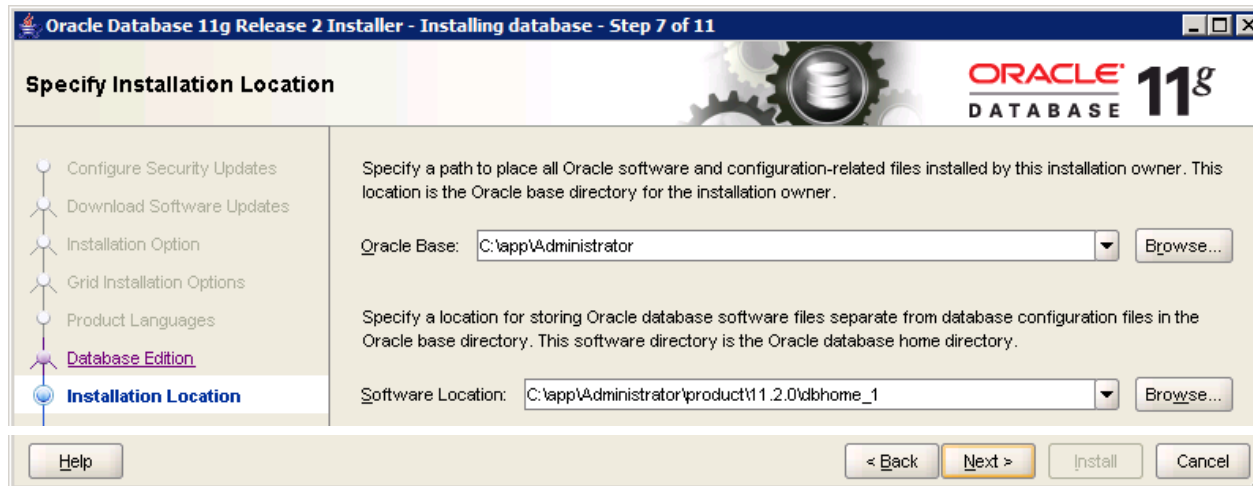 Oracle Database 11g Release 2 Installer - Installing database - Step 7 of 11
Specify Installation Location
ORACLE
DATABASE
11g
Configure Security Updates
Download Software Updates
Installation Option
Grid Installation Options
Product Languages
Database Edition
Installation Location
Specify a path to place all Oracle software and configuration-related files installed by this installation owner. This
location is the Oracle base directory for the installation owner.
Oracle Base: C:\app\Administrator Browse...
Specify a location for storing Oracle database software files separate from database configuration files in the
Oracle base directory. This software directory is the Oracle database home directory.
Software Location: C:\app\Administrator\product\11.2.0\dbhome_1 Browse...
Help < Back Next > Install Cancel